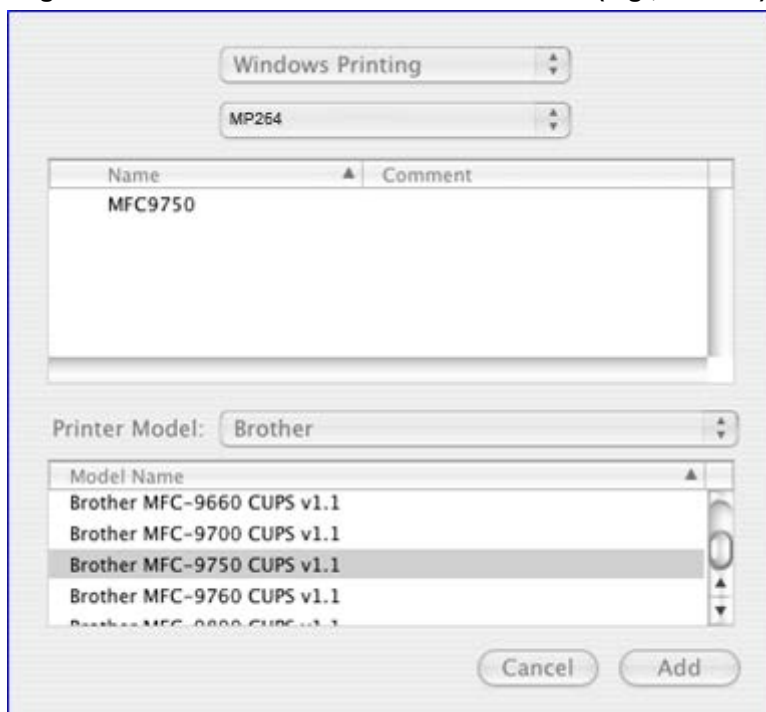 Windows Printing
MP264
Name Comment
MFC9750
Printer Model: Brother
Model Name
Brother MFC-9660 CUPS v1.1
Brother MFC-9700 CUPS v1.1
Brother MFC-9750 CUPS v1.1
Brother MFC-9760 CUPS v1.1
Cancel Add